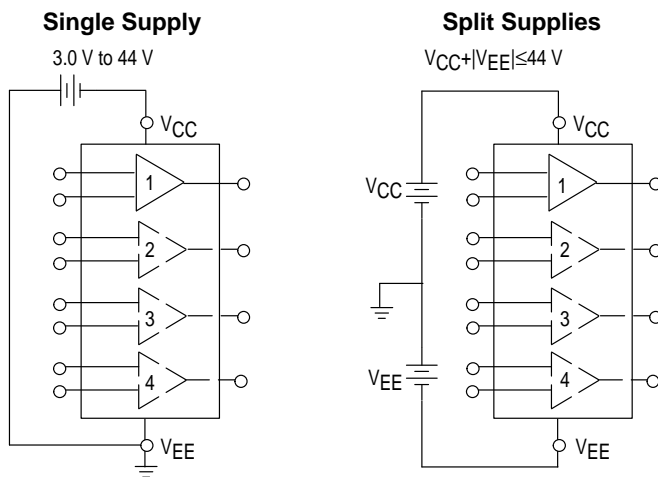 Single Supply
3.0 V to 44 V
VCC
1
2
3
4
VEE
Split Supplies
VCC+|VEE|≤44 V
VCC
VCC
1
2
3
4
VEE
VEE